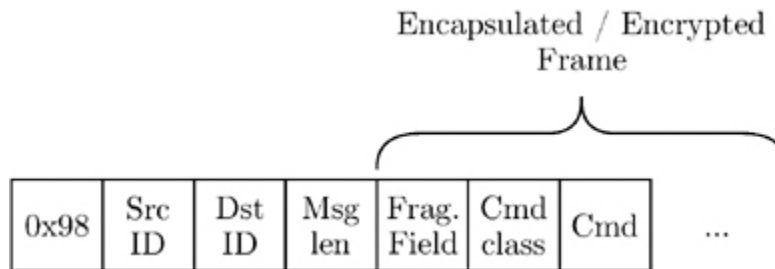 Encapsulated / Encrypted
Frame
0x98
Src
ID
Dst
ID
Msg
len
Frag.
Field
Cmd
class
Cmd
...